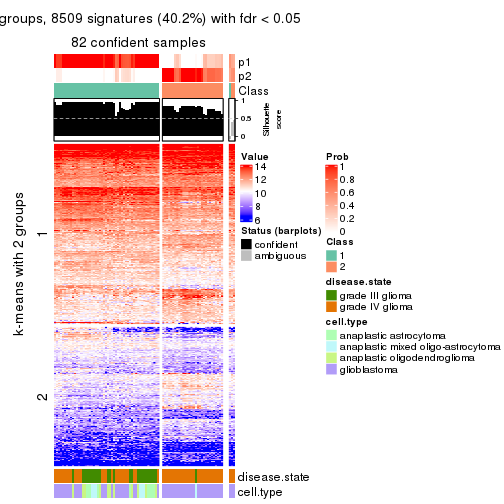 groups, 8509 signatures (40.2%) with fdr < 0.05
82 confident samples
p1
p2
Class
1
0.5
0
Silhouette
score
k-means with 2 groups
1
2
Value
14
12
10
8
6
Status (barplots)
confident
ambiguous
Prob
1
0.8
0.6
0.4
0.2
0
Class
1
2
disease.state
grade III glioma
grade IV glioma
cell.type
anaplastic astrocytoma
anaplastic mixed oligo-astrocytoma
anaplastic oligodendroglioma
glioblastoma
disease.state
cell.type